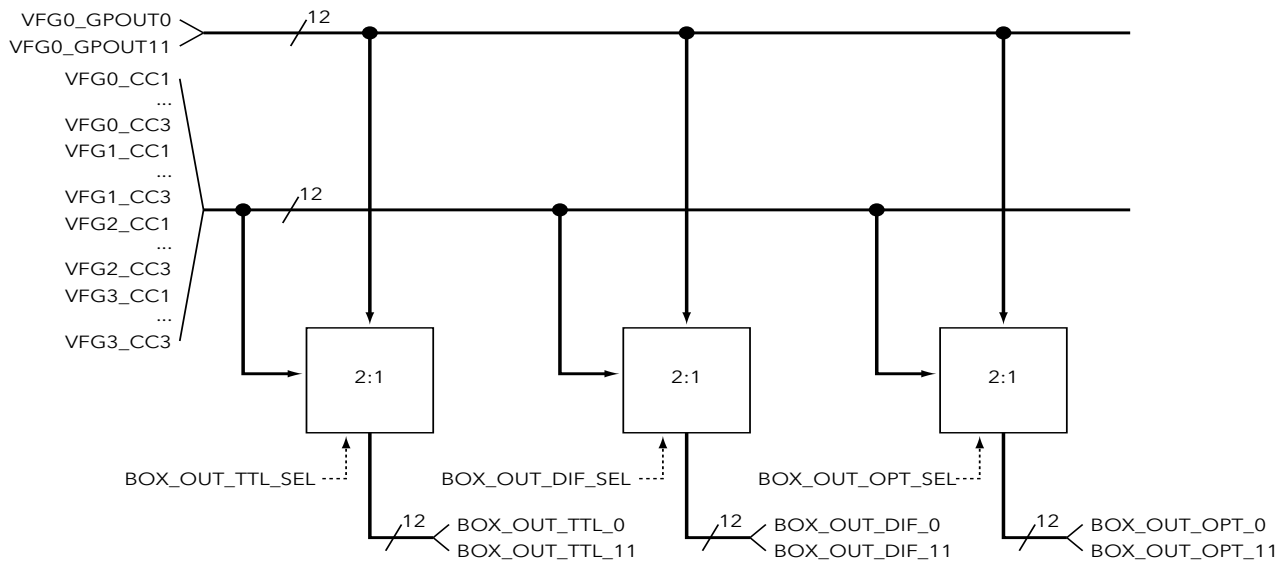 VFG0_GPOUT0
VFG0_GPOUT11
12
VFG0_CC1
...
VFG0_CC3
VFG1_CC1
...
VFG1_CC3
VFG2_CC1
...
VFG2_CC3
VFG3_CC1
...
VFG3_CC3
12
2:1
2:1
2:1
BOX_OUT_TTL_SEL
BOX_OUT_DIF_SEL
BOX_OUT_OPT_SEL
12
BOX_OUT_TTL_0
BOX_OUT_TTL_11
12
BOX_OUT_DIF_0
BOX_OUT_DIF_11
12
BOX_OUT_OPT_0
BOX_OUT_OPT_11